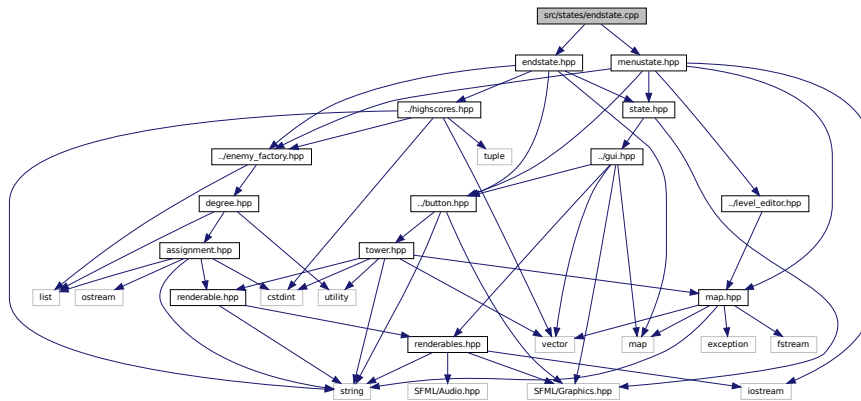 src/states/endstate.cpp
endstate.hpp
menustate.hpp
../highscores.hpp
state.hpp
../enemy_factory.hpp
tuple
../gui.hpp
degree.hpp
../button.hpp
../level_editor.hpp
assignment.hpp
tower.hpp
list
ostream
renderable.hpp
cstdint
utility
vector
map
map.hpp
renderables.hpp
exception
fstream
string
SFML/Audio.hpp
SFML/Graphics.hpp
iostream